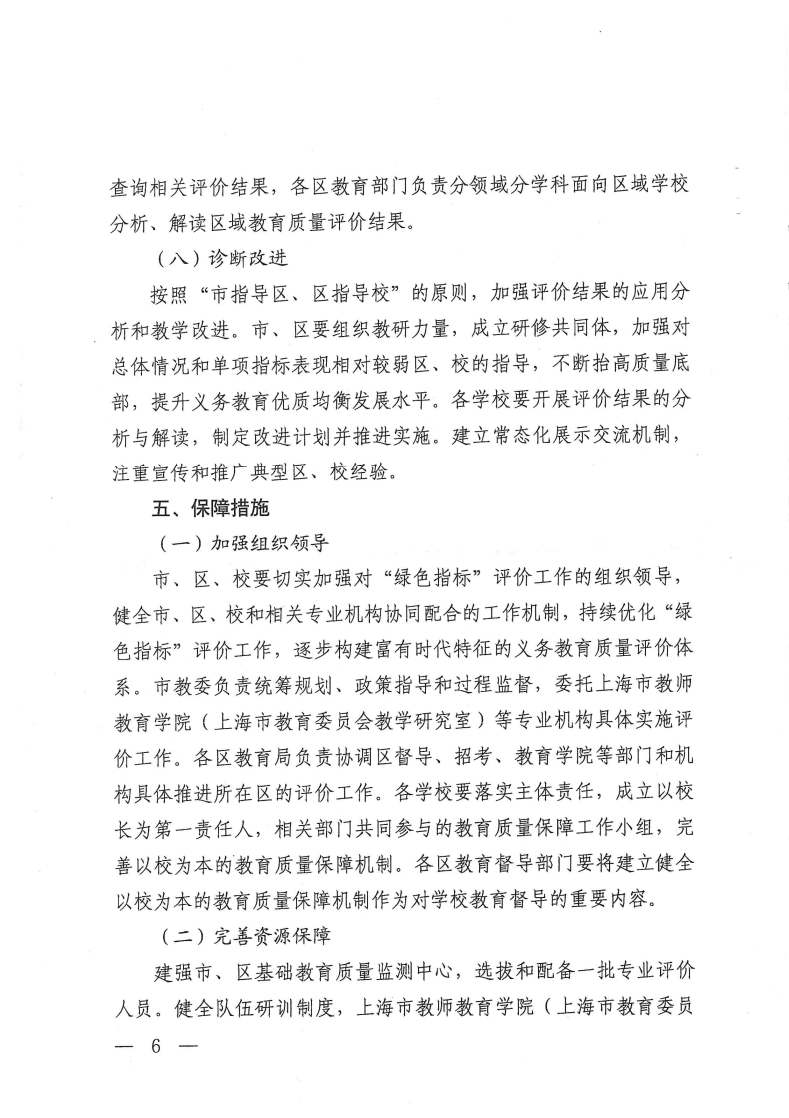 查询相关评价结果，各区教育部门负责分领域分学科面向区域学校
分析、解读区域教育质量评价结果。
（八）诊断改进
按照“市指导区、区指导校”的原则，加强评价结果的应用分
析和教学改进。市、区要组织教研力量，成立研修共同体，加强对
总体情况和单项指标表现相对较弱区、校的指导，不断抬高质量底
部，提升义务教育优质均衡发展水平。各学校要开展评价结果的分
析与解读，制定改进计划并推进实施。建立常态化展示交流机制，
注重宣传和推广典型区、校经验。
五、保障措施
（一）加强组织领导
市、区、校要切实加强对“绿色指标”评价工作的组织领导，
健全市、区、校和相关专业机构协同配合的工作机制，持续优化“绿
色指标”评价工作，逐步构建富有时代特征的义务教育质量评价体
系。市教委负责统筹规划、政策指导和过程监督，委托上海市教师
教育学院（上海市教育委员会教学研究室）等专业机构具体实施评
价工作。各区教育局负责协调区督导、招考、教育学院等部门和机
构具体推进所在区的评价工作。各学校要落实主体责任，成立以校
长为第一责任人，相关部门共同参与的教育质量保障工作小组，完
善以校为本的教育质量保障机制。各区教育督导部门要将建立健全
以校为本的教育质量保障机制作为对学校教育督导的重要内容。
（二）完善资源保障
建强市、区基础教育质量监测中心，选拔和配备一批专业评价
人员。健全队伍研训制度，上海市教师教育学院（上海市教育委员
— 6 —